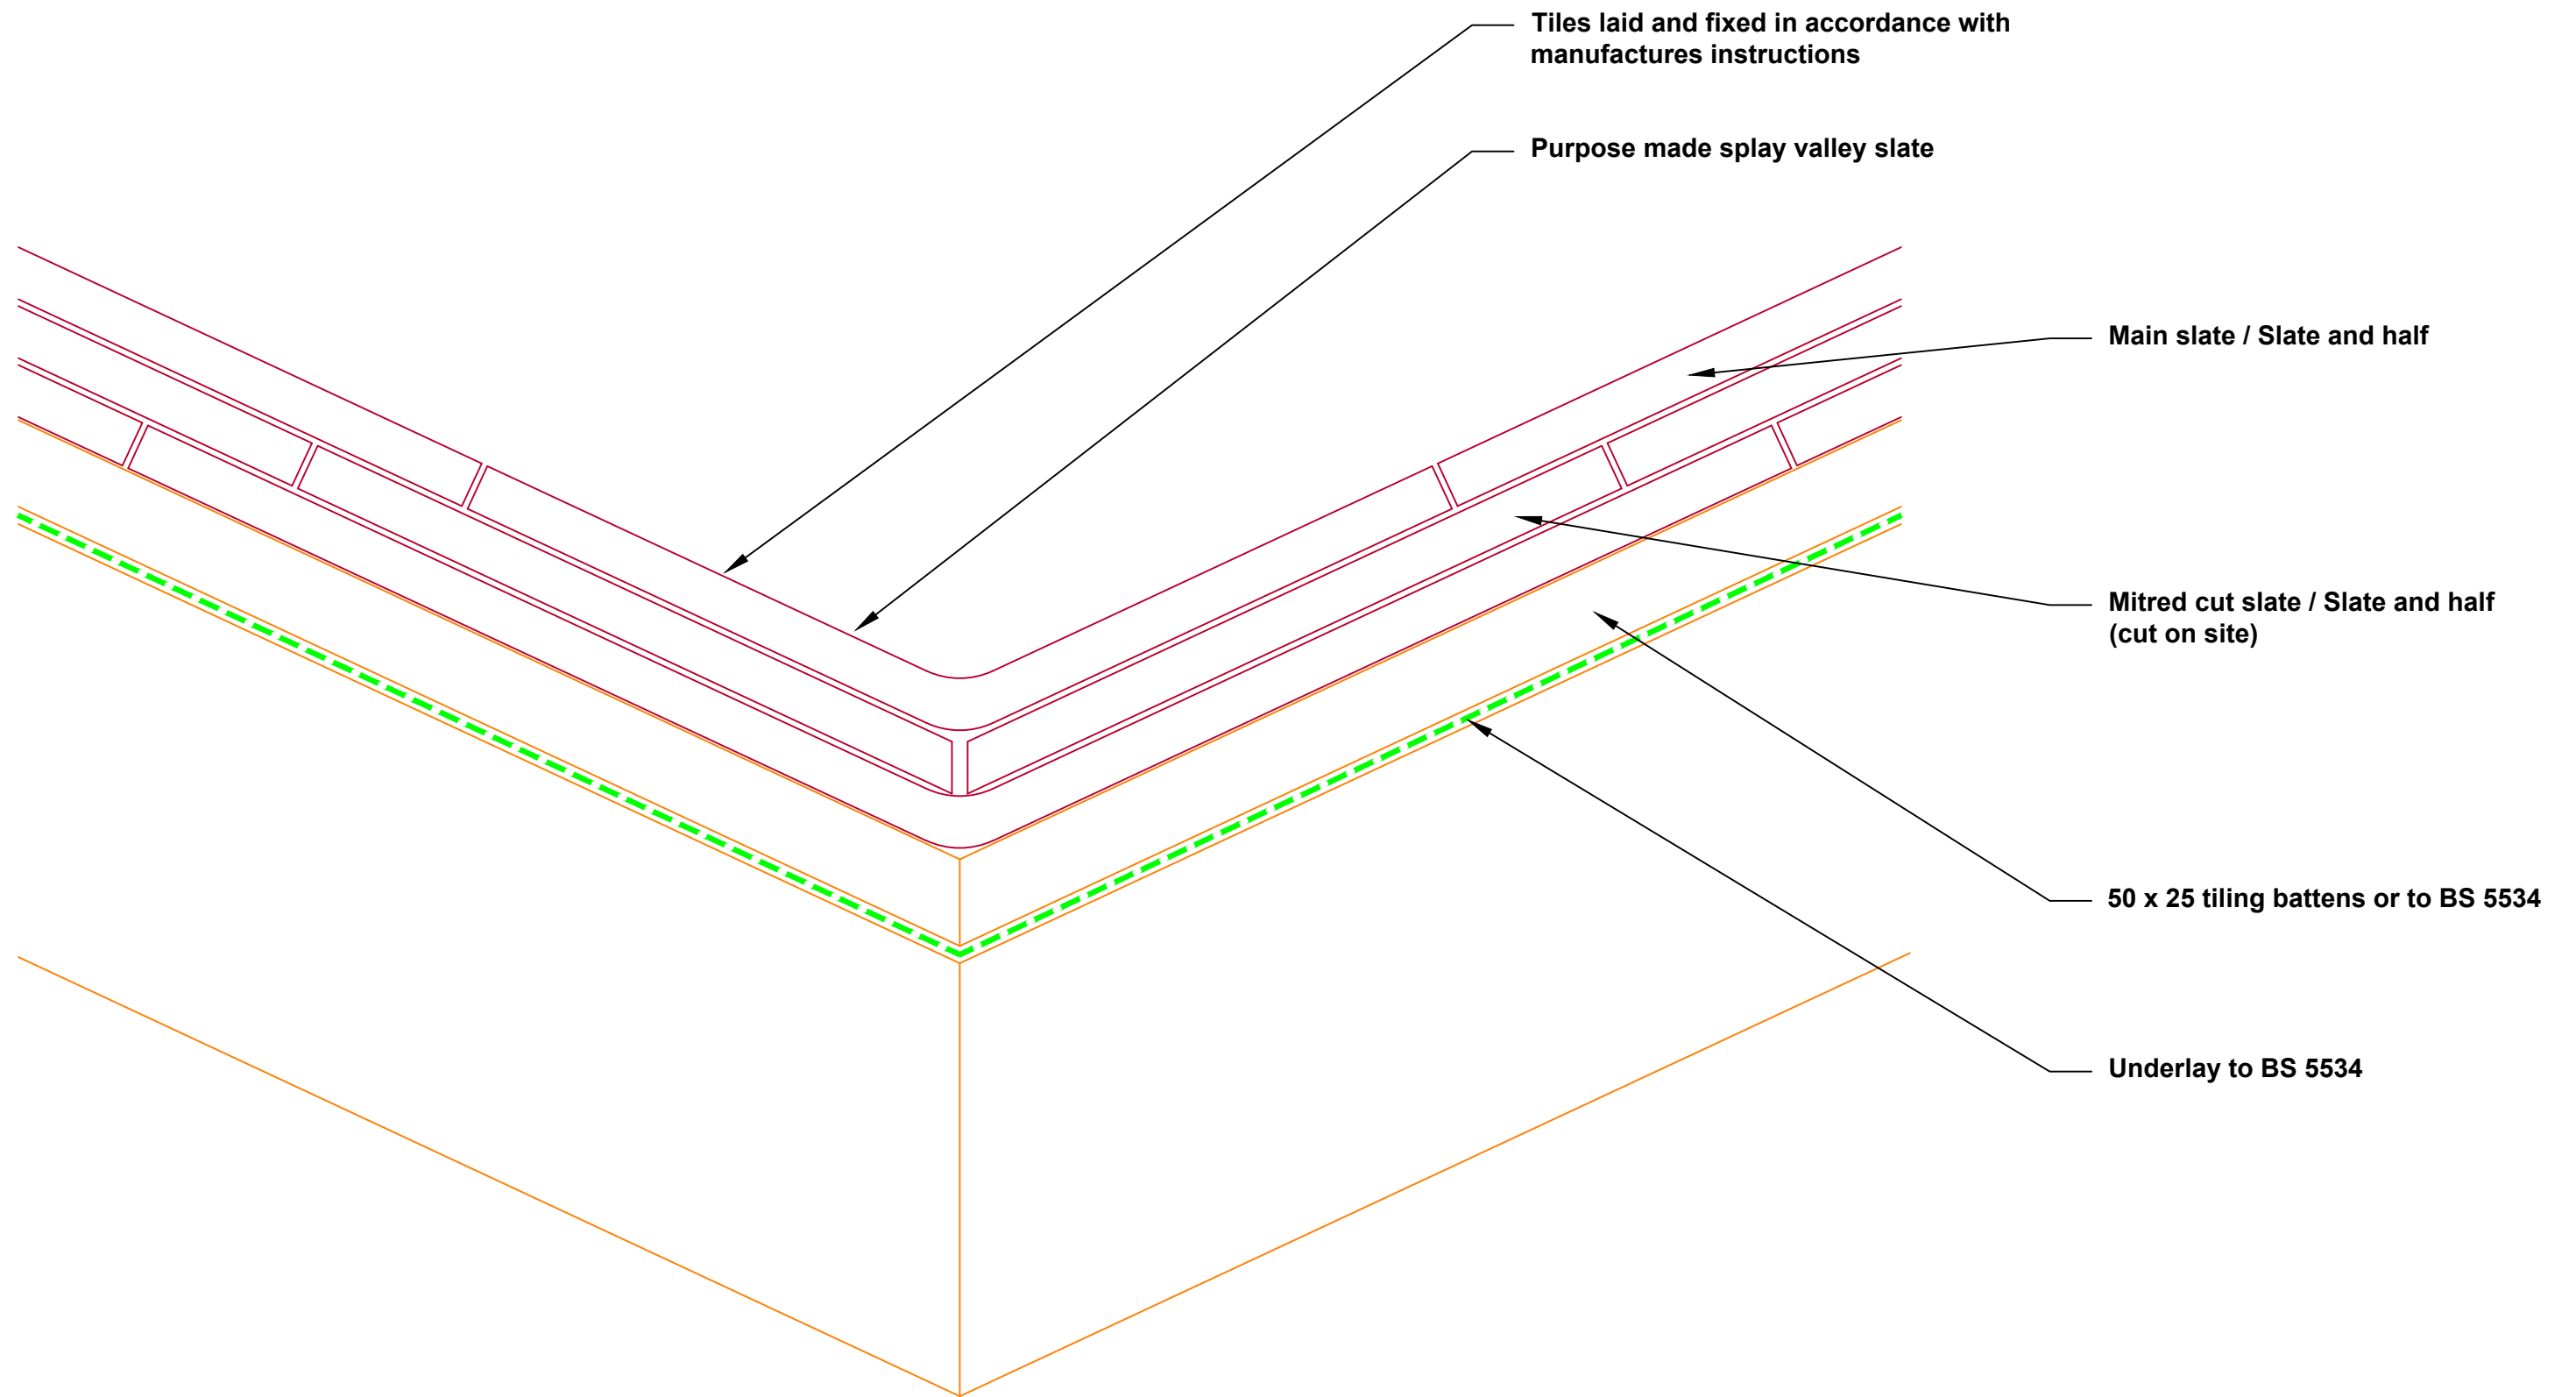 Tiles laid and fixed in accordance with
manufactures instructions
Purpose made splay valley slate
Main slate / Slate and half
Mitred cut slate / Slate and half
(cut on site)
50 x 25 tiling battens or to BS 5534
Underlay to BS 5534